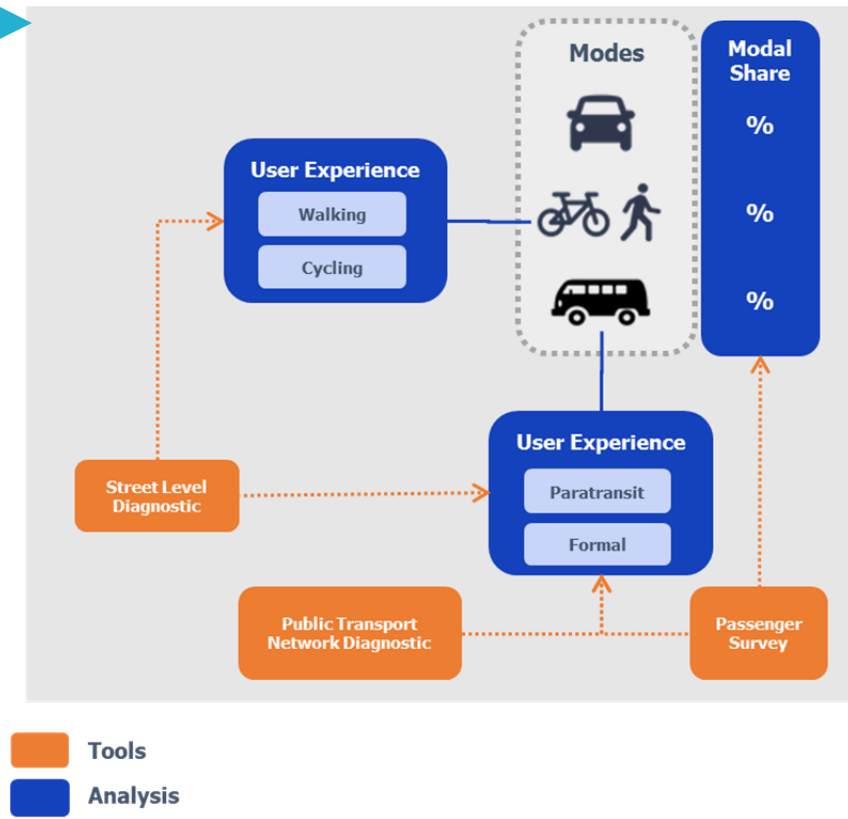 Modes
Modal
Share
%
%
%
User Experience
Walking
Cycling
User Experience
Paratransit
Formal
Street Level
Diagnostic
Public Transport
Network Diagnostic
Passenger
Survey
Tools
Analysis